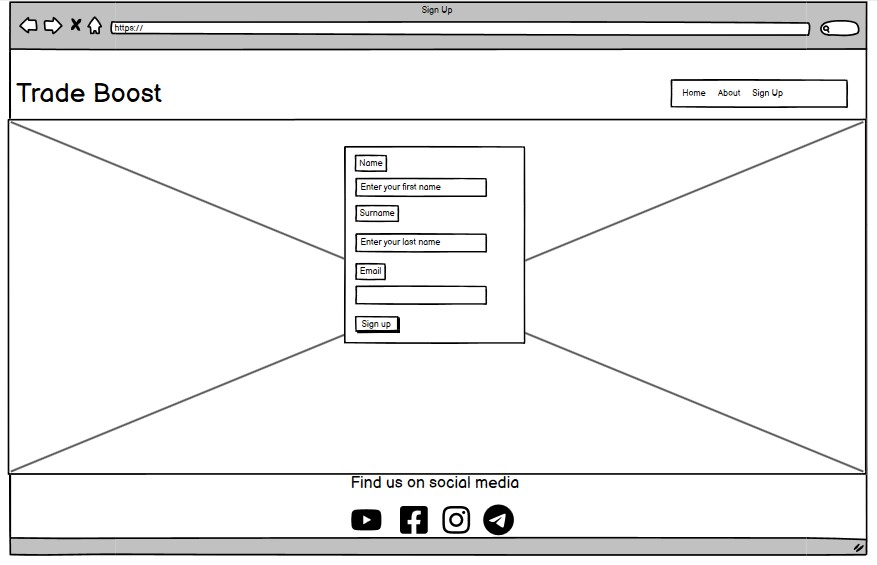 Sign Up
https://
Trade Boost
Home About Sign Up
Name
Enter your first name
Surname
Enter your last name
Email
Sign up
Find us on social media